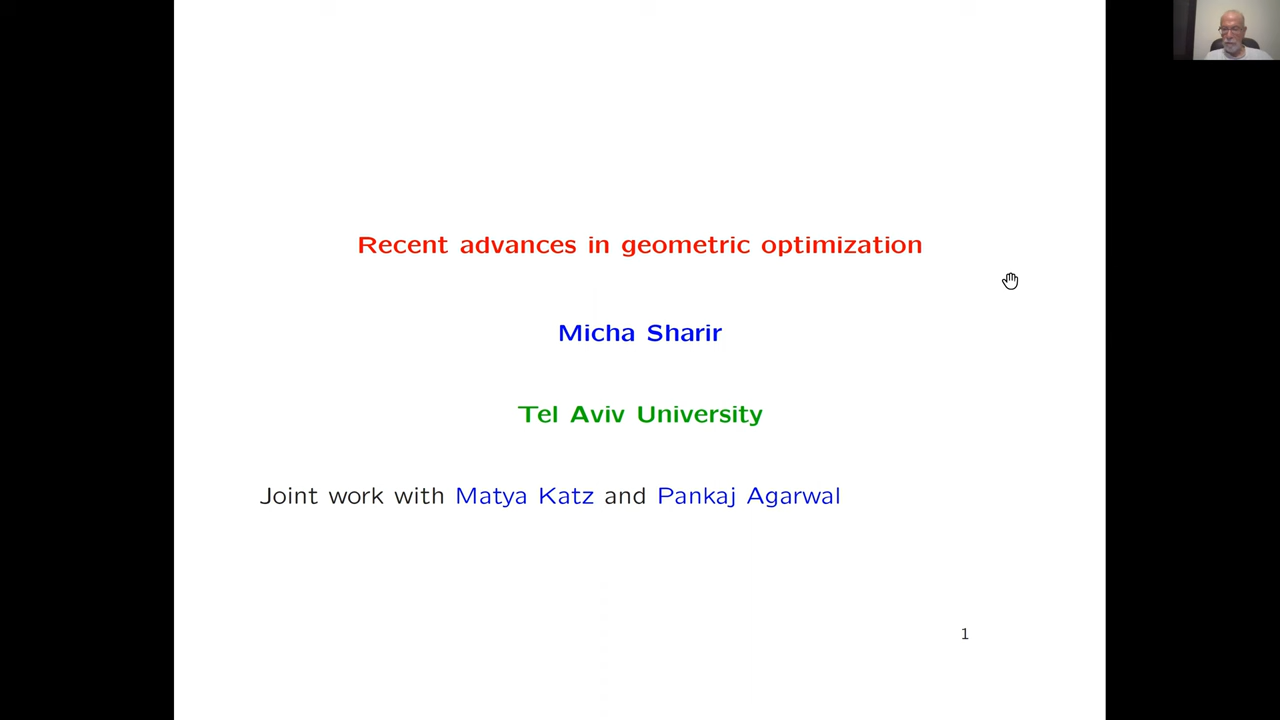 Recent advances in geometric optimization
Micha Sharir
Tel Aviv University
Joint work with Matya Katz and Pankaj Agarwal
1